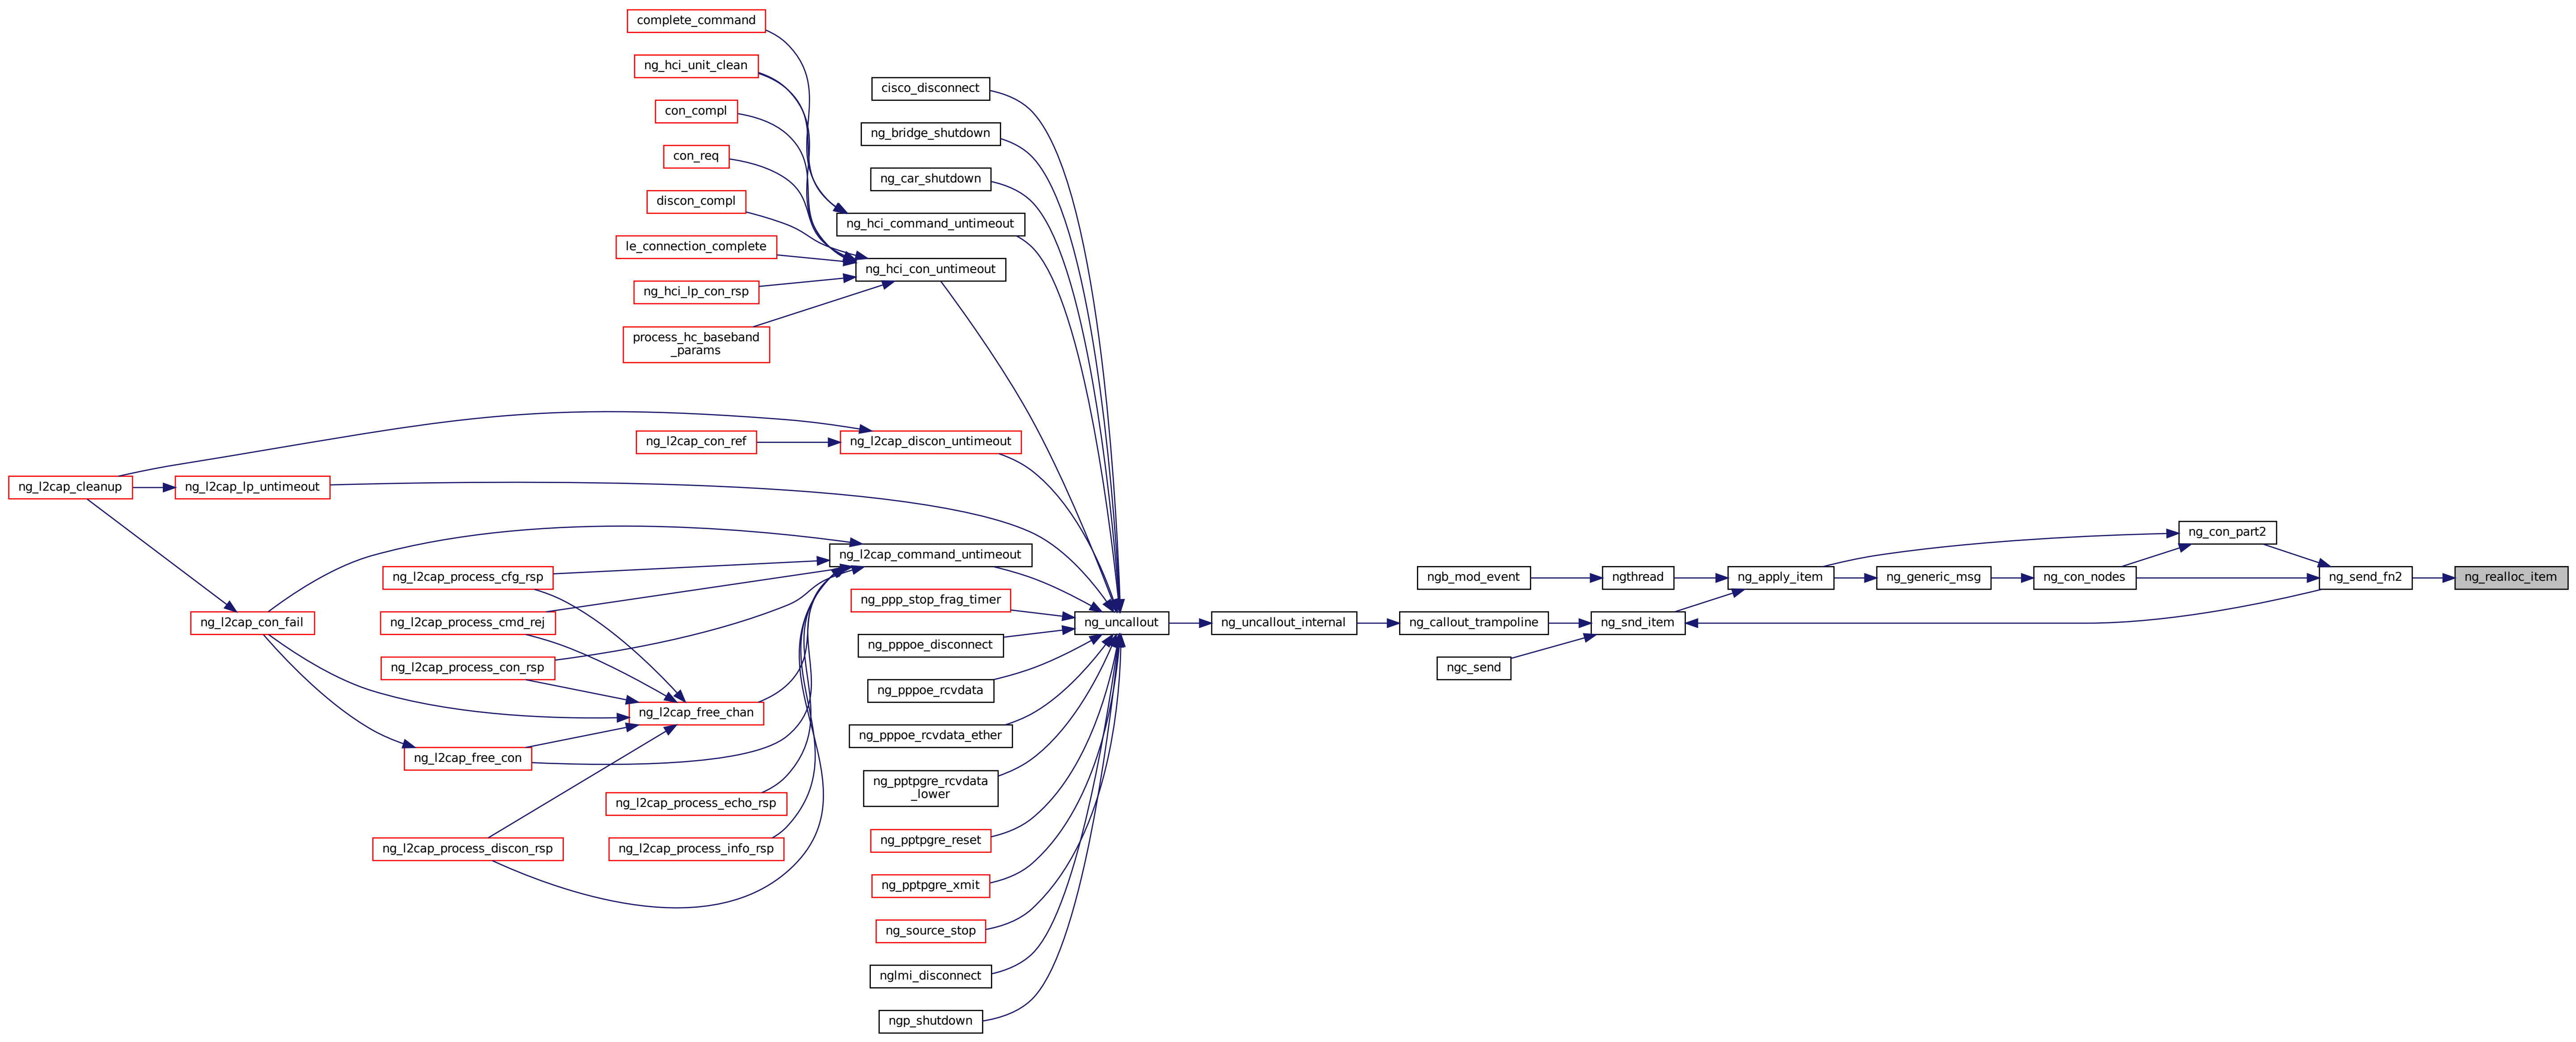 complete_command
ng_hci_unit_clean
con_compl
con_req
discon_compl
le_connection_complete
ng_hci_lp_con_rsp
process_hc_baseband
_params
cisco_disconnect
ng_bridge_shutdown
ng_car_shutdown
ng_hci_command_untimeout
ng_hci_con_untimeout
ng_l2cap_con_ref
ng_l2cap_discon_untimeout
ng_l2cap_cleanup
ng_l2cap_lp_untimeout
ng_l2cap_command_untimeout
ng_l2cap_process_cfg_rsp
ng_l2cap_con_fail
ng_l2cap_process_cmd_rej
ng_l2cap_process_con_rsp
ng_l2cap_free_chan
ng_l2cap_free_con
ng_l2cap_process_echo_rsp
ng_l2cap_process_discon_rsp
ng_l2cap_process_info_rsp
ng_ppp_stop_frag_timer
ng_pppoe_disconnect
ng_pppoe_rcvdata
ng_pppoe_rcvdata_ether
ng_pptpgre_rcvdata
_lower
ng_pptpgre_reset
ng_pptpgre_xmit
ng_source_stop
nglmi_disconnect
ngp_shutdown
ng_uncallout
ng_uncallout_internal
ng_callout_trampoline
ng_snd_item
ngc_send
ngb_mod_event
ngthread
ng_apply_item
ng_generic_msg
ng_con_nodes
ng_con_part2
ng_send_fn2
ng_realloc_item